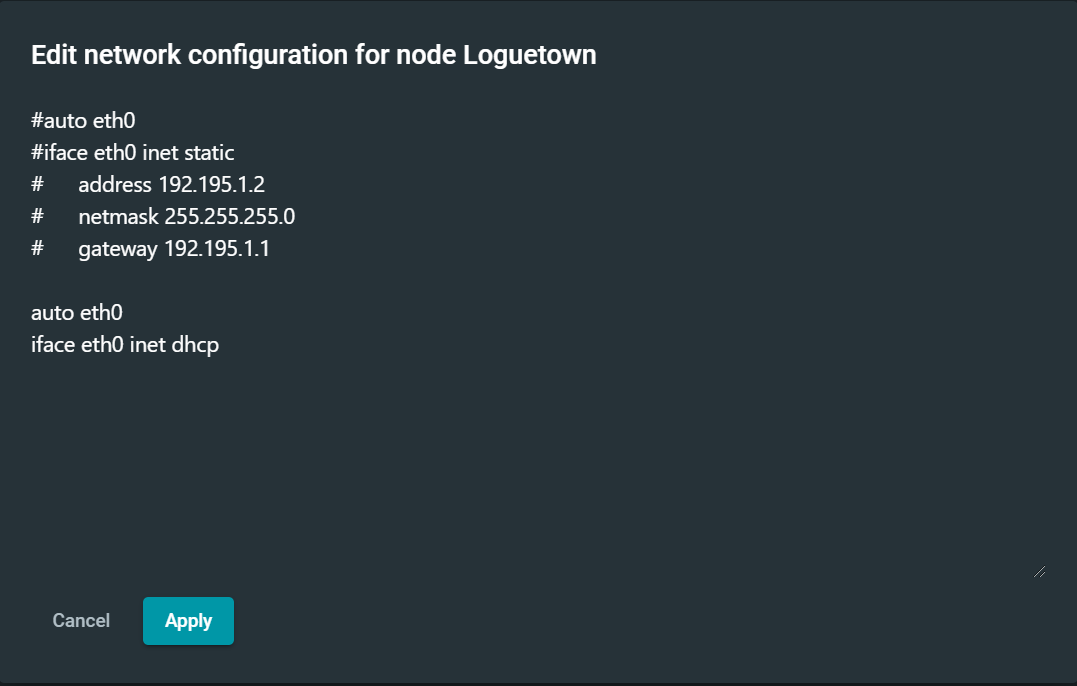 Edit network configuration for node Loguetown
#auto eth0
#iface eth0 inet static
#	address 192.195.1.2
#	netmask 255.255.255.0
#	gateway 192.195.1.1
auto eth0
iface eth0 inet dhcp
Cancel
Apply